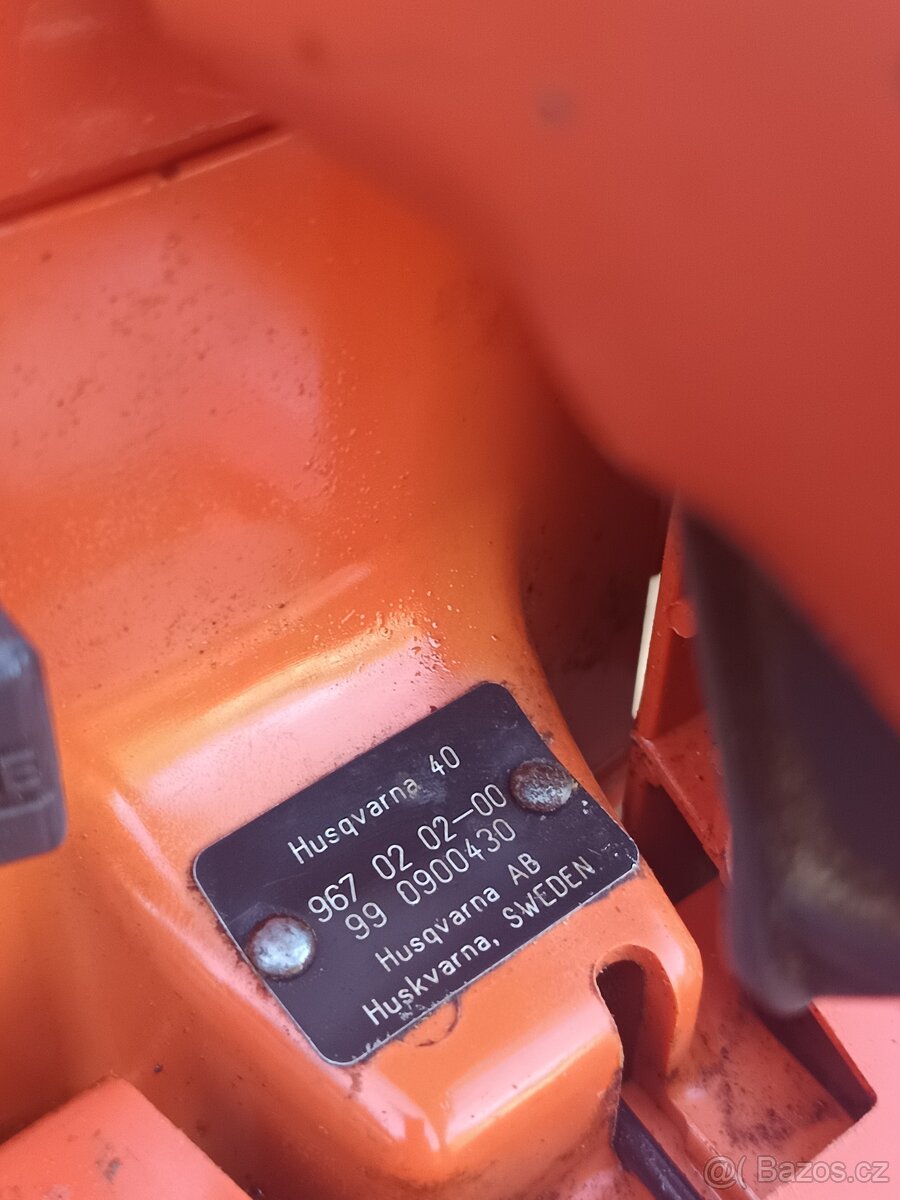 Husqvarna 40
967 02 02-00
99 0900430
Husqvarna AB
Huskvarna, SWEDEN
@( Bazos.cz